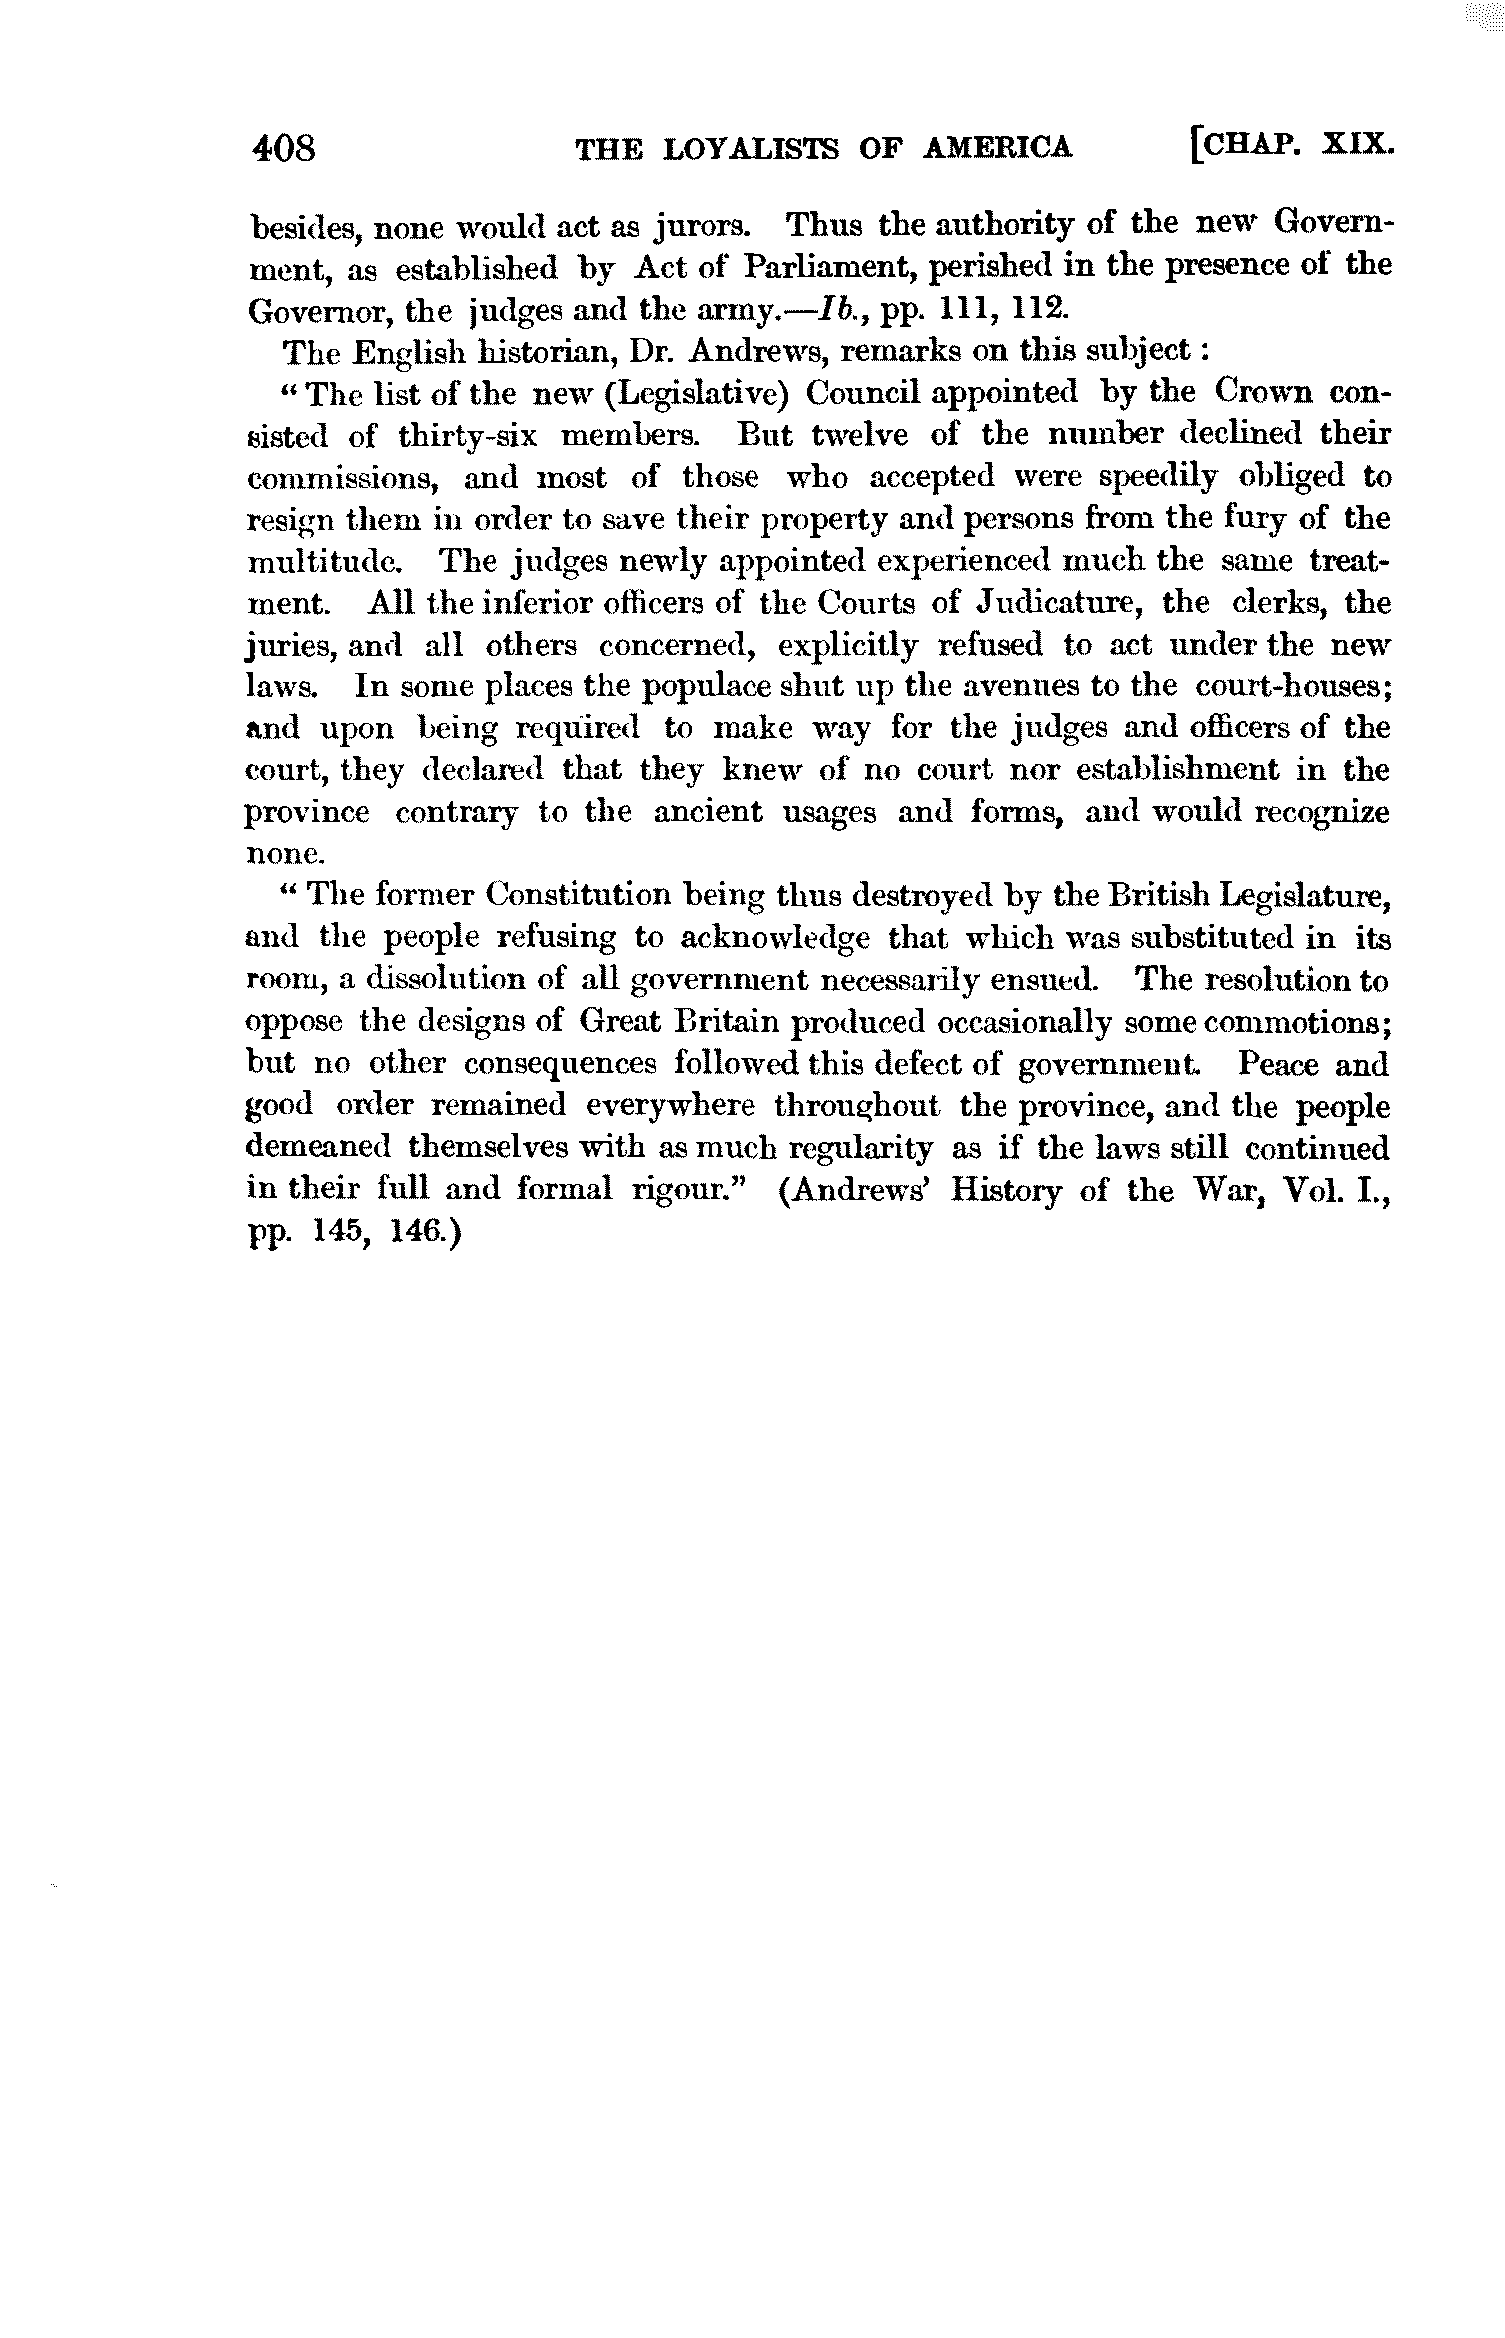 408 THE LOYALISTS OF AMERICA [CHAP. XIX.
besides, none would act as jurors. Thus the authority of the new Govern-
ment, as established by Act of Parliament, perished in the presence of the
Governor, the judges and the army.—Ib., pp. 111, 112.
The English historian, Dr. Andrews, remarks on this subject :
“ The list of the new (Legislative) Council appointed by the Crown con-
sisted of thirty-six members. But twelve of the number declined their
commissions, and most of those who accepted were speedily obliged to
resign them in order to save their property and persons from the fury of the
multitude. The judges newly appointed experienced much the same treat-
ment. All the inferior officers of the Courts of Judicature, the clerks, the
juries, and all others concerned, explicitly refused to act under the new
laws. In some places the populace shut up the avenues to the court-houses;
and upon being required to make way for the judges and officers of the
court, they declared that they knew of no court nor establishment in the
province contrary to the ancient usages and forms, and would recognize
none.
“ The former Constitution being thus destroyed by the British Legislature,
and the people refusing to acknowledge that which was substituted in its
room, a dissolution of all government necessarily ensued. The resolution to
oppose the designs of Great Britain produced occasionally some commotions;
but no other consequences followed this defect of government. Peace and
good order remained everywhere throughout the province, and the people
demeaned themselves with as much regularity as if the laws still continued
in their full and formal rigour.” (Andrews’ History of the War, Vol. I.,
pp. 145, 146.)